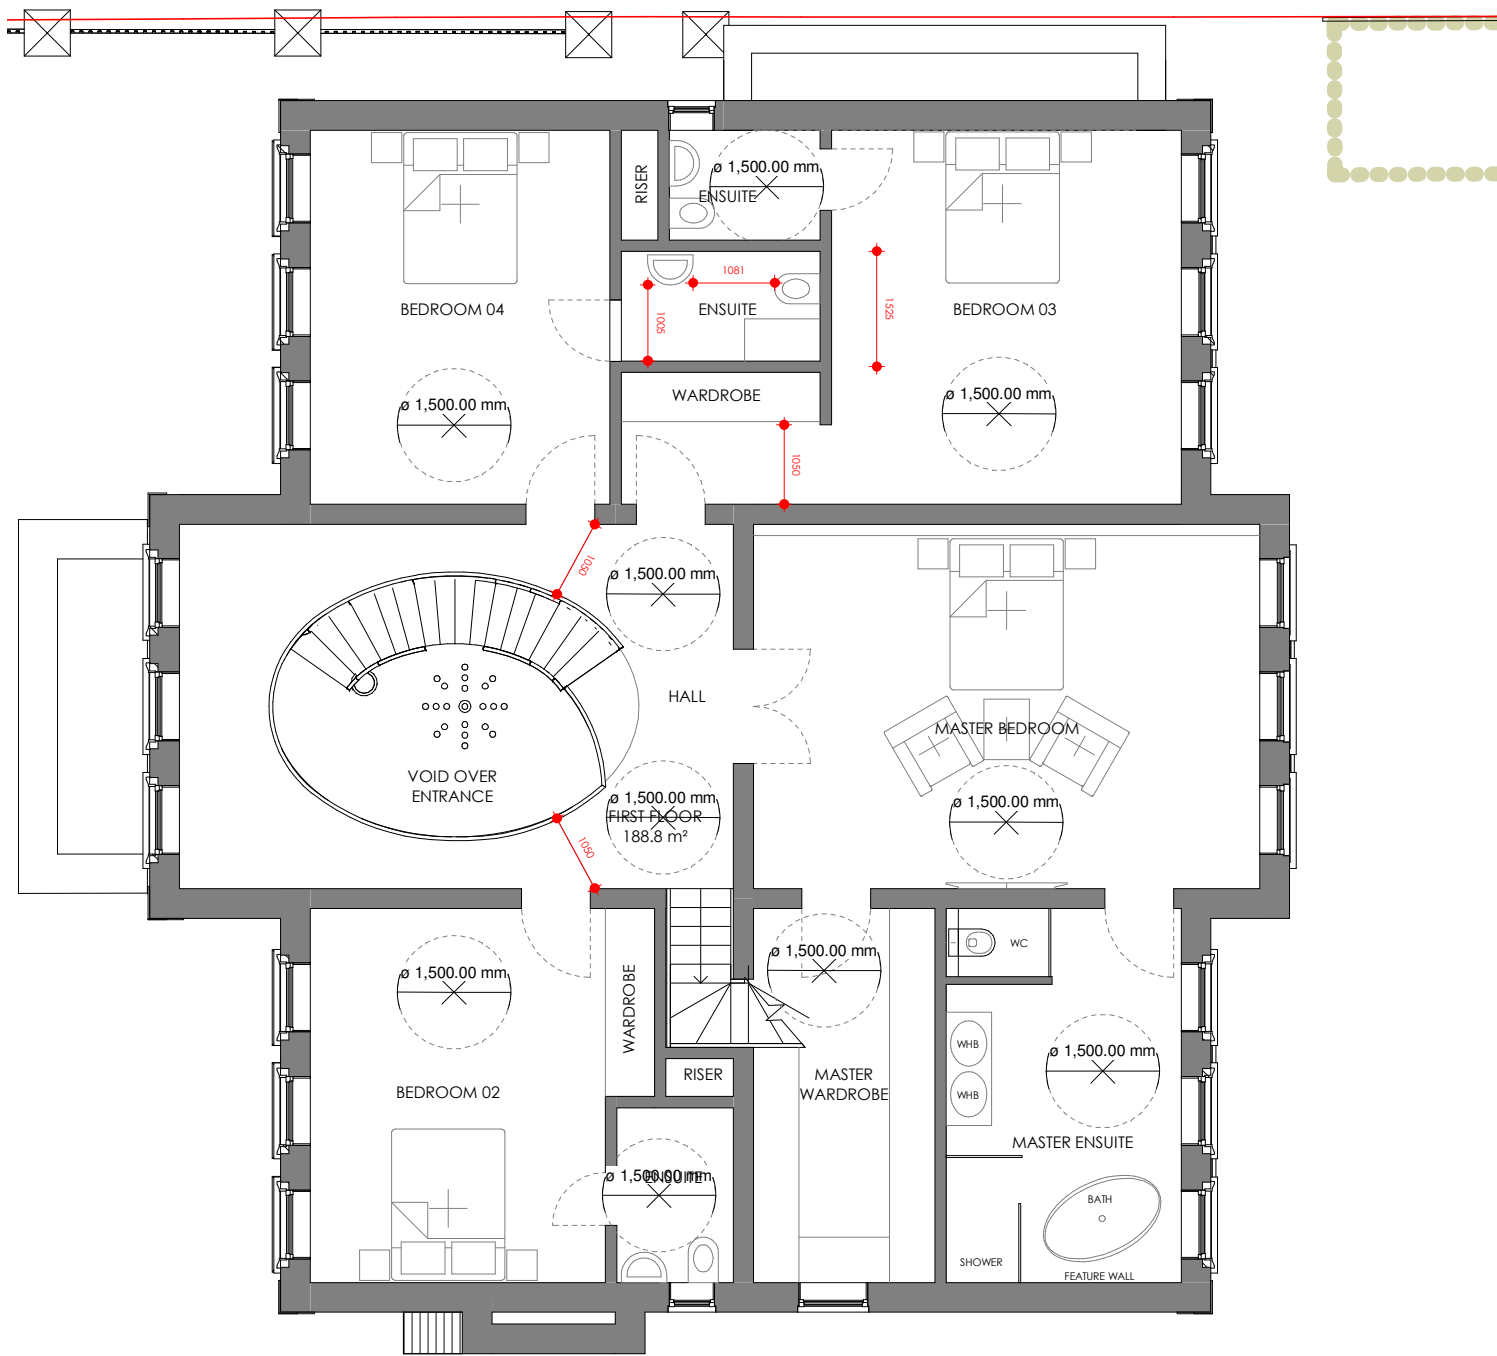 ø 1,500.00 mm
ENSUITE
RISER
1081
1005
ENSUITE
1525
BEDROOM 04
BEDROOM 03
WARDROBE
ø 1,500.00 mm
ø 1,500.00 mm
1050
1050
ø 1,500.00 mm
HALL
MASTER BEDROOM
VOID OVER
ENTRANCE
ø 1,500.00 mm
FIRST FLOOR
188.8 m²
ø 1,500.00 mm
1050
ø 1,500.00 mm
WARDROBE
ø 1,500.00 mm
WC
WHB
WHB
ø 1,500.00 mm
RISER
MASTER
WARDROBE
BEDROOM 02
MASTER ENSUITE
ø 1,500.00 mm
ENSUITE
BATH
SHOWER
FEATURE WALL